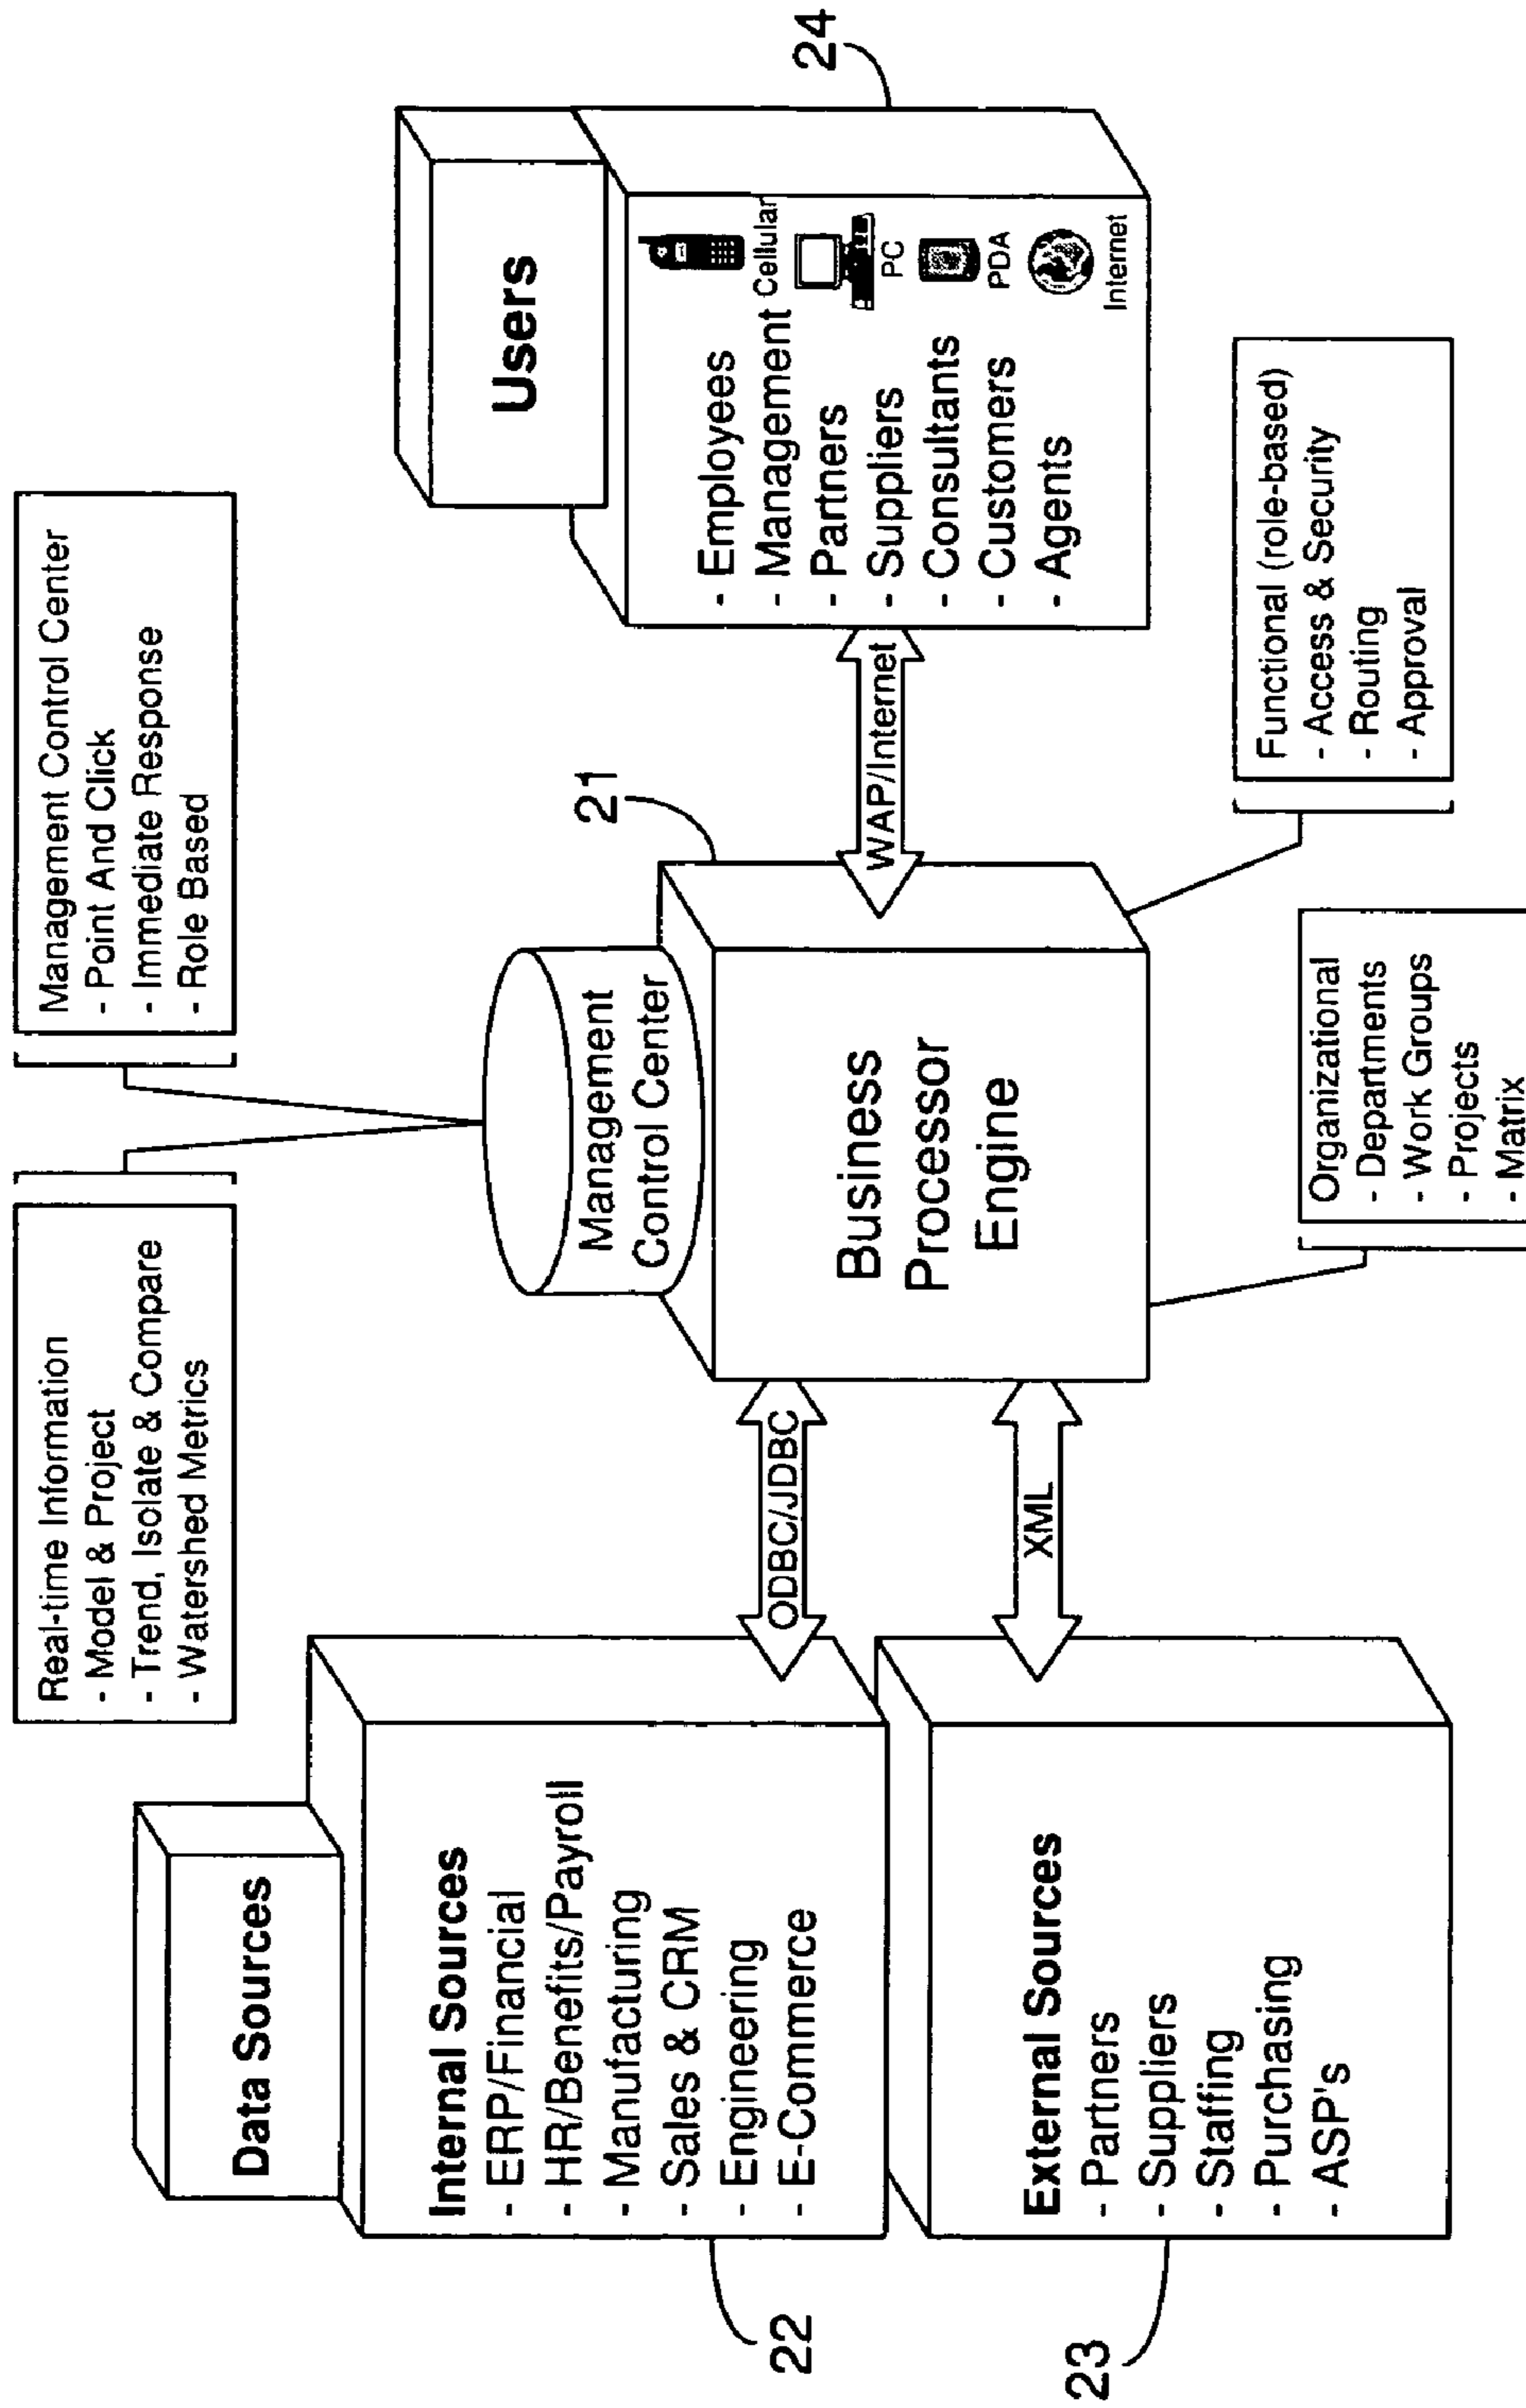 Real-time Information
- Model & Project
- Trend, Isolate & Compare
- Watershed Metrics
Management Control Center
- Point And Click
- Immediate Response
- Role Based
Data Sources
Internal Sources
- ERP/Financial
- HR/Benefits/Payroll
- Manufacturing
- Sales & CRM
- Engineering
- E-Commerce
22
External Sources
- Partners
- Suppliers
- Staffing
- Purchasing
- ASP's
23
ODBC/JDBC
XML
Management
Control Center
Business
Processor
Engine
21
WAP/Internet
Users
- Employees
- Management
- Partners
- Suppliers
- Consultants
- Customers
- Agents
Cellular
PC
PDA
Internet
24
Organizational
- Departments
- Work Groups
- Projects
- Matrix
Functional (role-based)
- Access & Security
- Routing
- Approval